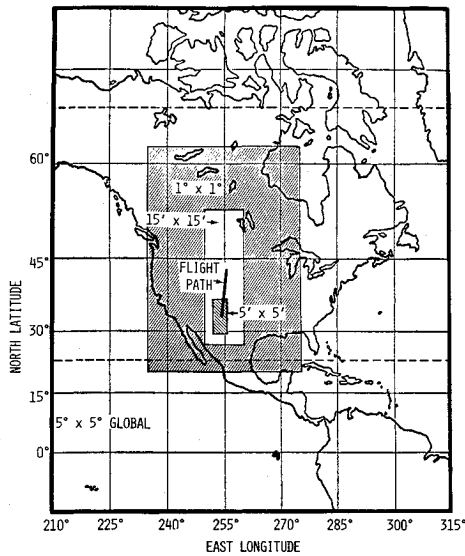 60°
1° x 1°
15' x 15'
45°
FLIGHT
PATH
5' x 5'
30°
15°
5° x 5° GLOBAL
0°
NORTH LATITUDE
210° 225° 240° 255° 270° 285° 300° 315°
EAST LONGITUDE